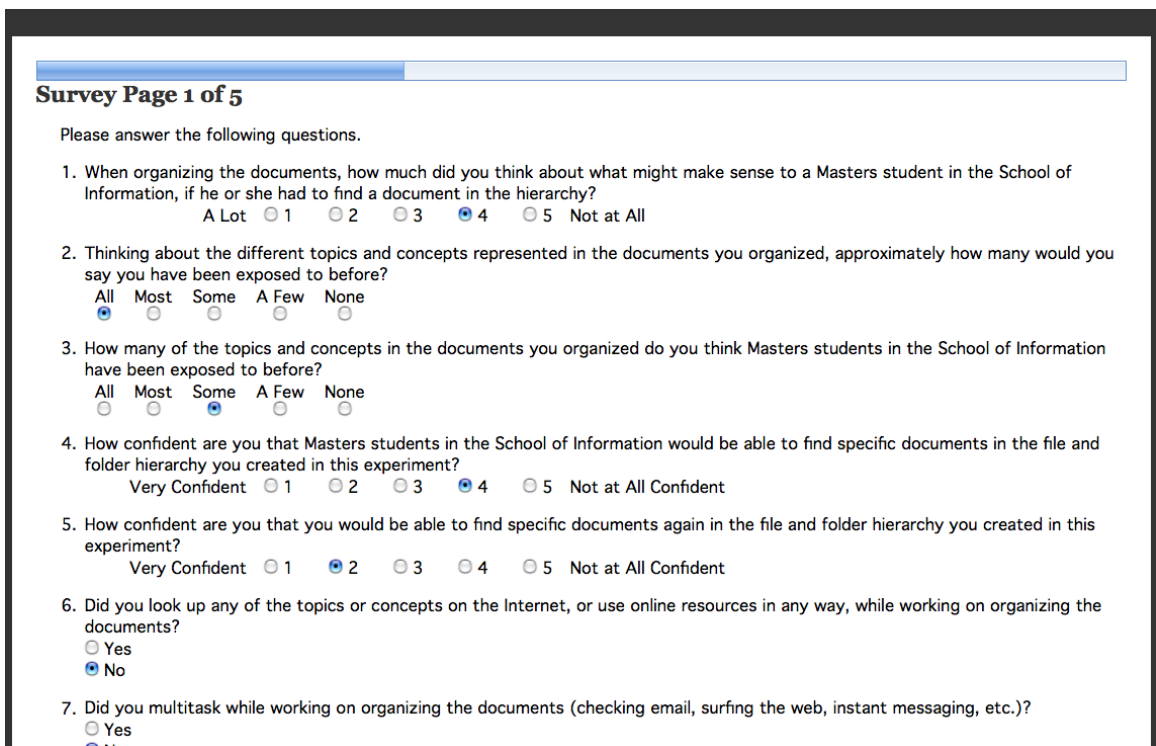 Survey Page 1 of 5
Please answer the following questions.
1. When organizing the documents, how much did you think about what might make sense to a Masters student in the School of
Information, if he or she had to find a document in the hierarchy?
A Lot 1 2 3 4 5 Not at All
2. Thinking about the different topics and concepts represented in the documents you organized, approximately how many would you
say you have been exposed to before?
All Most Some A Few None
3. How many of the topics and concepts in the documents you organized do you think Masters students in the School of Information
have been exposed to before?
All Most Some A Few None
4. How confident are you that Masters students in the School of Information would be able to find specific documents in the file and
folder hierarchy you created in this experiment?
Very Confident 1 2 3 4 5 Not at All Confident
5. How confident are you that you would be able to find specific documents again in the file and folder hierarchy you created in this
experiment?
Very Confident 1 2 3 4 5 Not at All Confident
6. Did you look up any of the topics or concepts on the Internet, or use online resources in any way, while working on organizing the
documents?
Yes
No
7. Did you multitask while working on organizing the documents (checking email, surfing the web, instant messaging, etc.)?
Yes